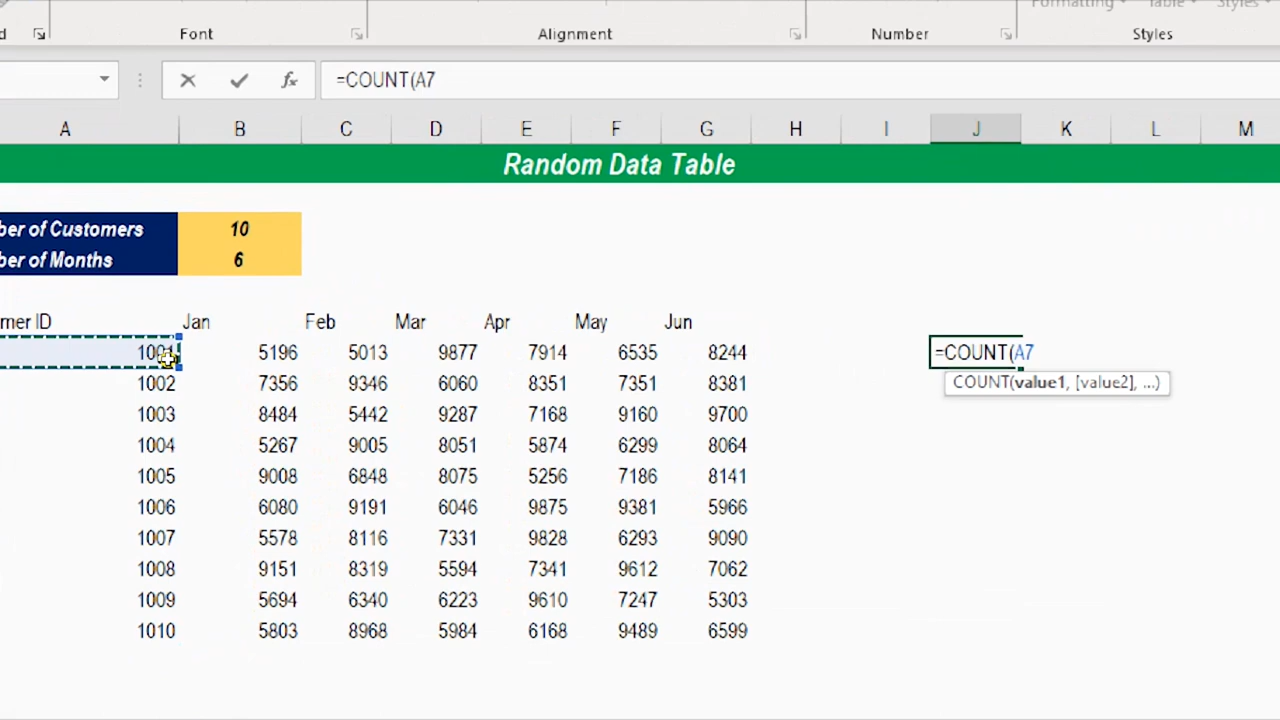 Formatting Table Styles
d Font Alignment Number Styles
fx =COUNT(A7
A B C D E F G H I J K L M
Random Data Table
ber of Customers 10
ber of Months 6
mer ID Jan Feb Mar Apr May Jun
1001 5196 5013 9877 7914 6535 8244 =COUNT(A7
1002 7356 9346 6060 8351 7351 8381 COUNT(value1, [value2], ...)
1003 8484 5442 9287 7168 9160 9700
1004 5267 9005 8051 5874 6299 8064
1005 9008 6848 8075 5256 7186 8141
1006 6080 9191 6046 9875 9381 5966
1007 5578 8116 7331 9828 6293 9090
1008 9151 8319 5594 7341 9612 7062
1009 5694 6340 6223 9610 7247 5303
1010 5803 8968 5984 6168 9489 6599